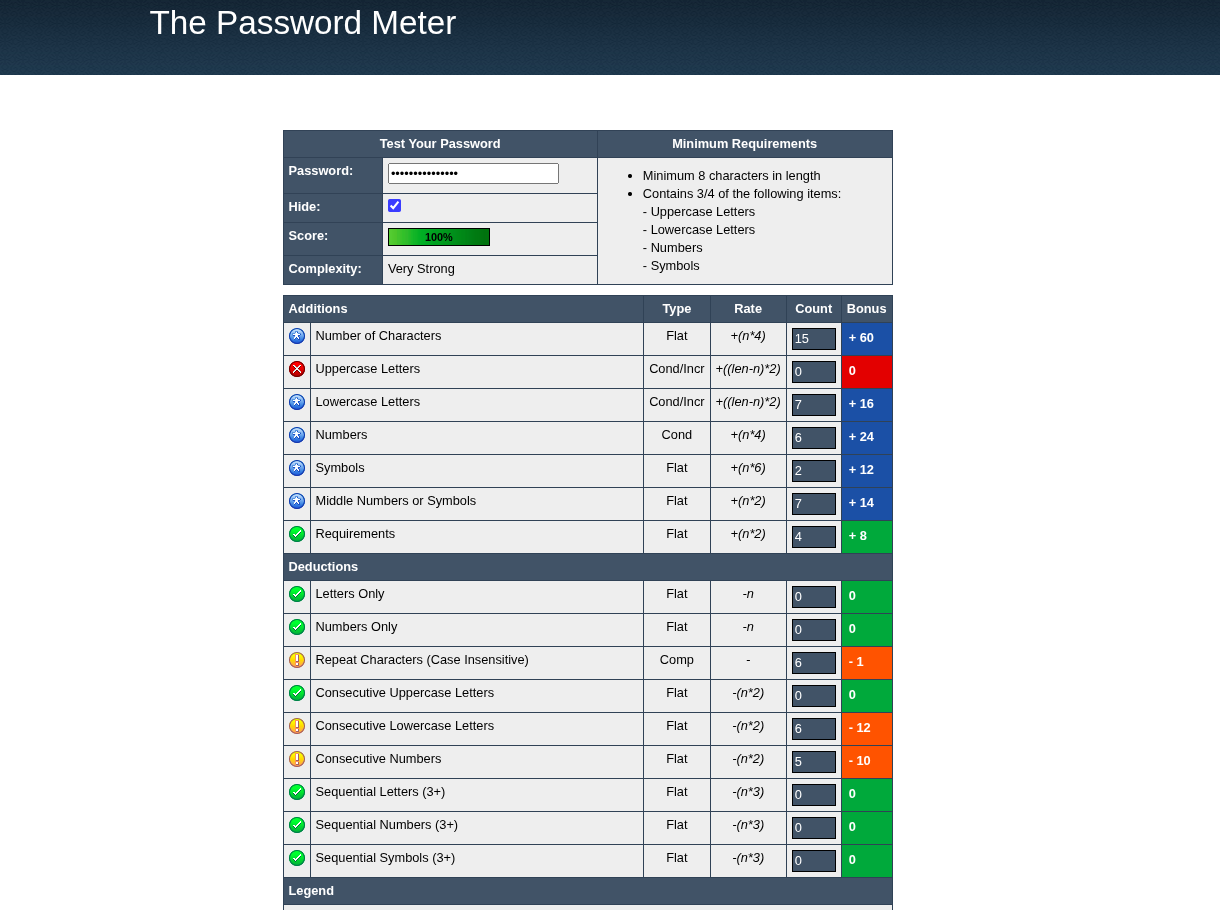 The Password Meter
Test Your Password
Minimum Requirements
Password: •••••••••••••••
Hide:
Score: 100%
Complexity: Very Strong
• Minimum 8 characters in length
• Contains 3/4 of the following items:
- Uppercase Letters
- Lowercase Letters
- Numbers
- Symbols
Additions Type Rate Count Bonus
Number of Characters Flat +(n*4) 15 + 60
Uppercase Letters Cond/Incr +((len-n)*2) 0 0
Lowercase Letters Cond/Incr +((len-n)*2) 7 + 16
Numbers Cond +(n*4) 6 + 24
Symbols Flat +(n*6) 2 + 12
Middle Numbers or Symbols Flat +(n*2) 7 + 14
Requirements Flat +(n*2) 4 + 8
Deductions
Letters Only Flat -n 0 0
Numbers Only Flat -n 0 0
Repeat Characters (Case Insensitive) Comp - 6 - 1
Consecutive Uppercase Letters Flat -(n*2) 0 0
Consecutive Lowercase Letters Flat -(n*2) 6 - 12
Consecutive Numbers Flat -(n*2) 5 - 10
Sequential Letters (3+) Flat -(n*3) 0 0
Sequential Numbers (3+) Flat -(n*3) 0 0
Sequential Symbols (3+) Flat -(n*3) 0 0
Legend